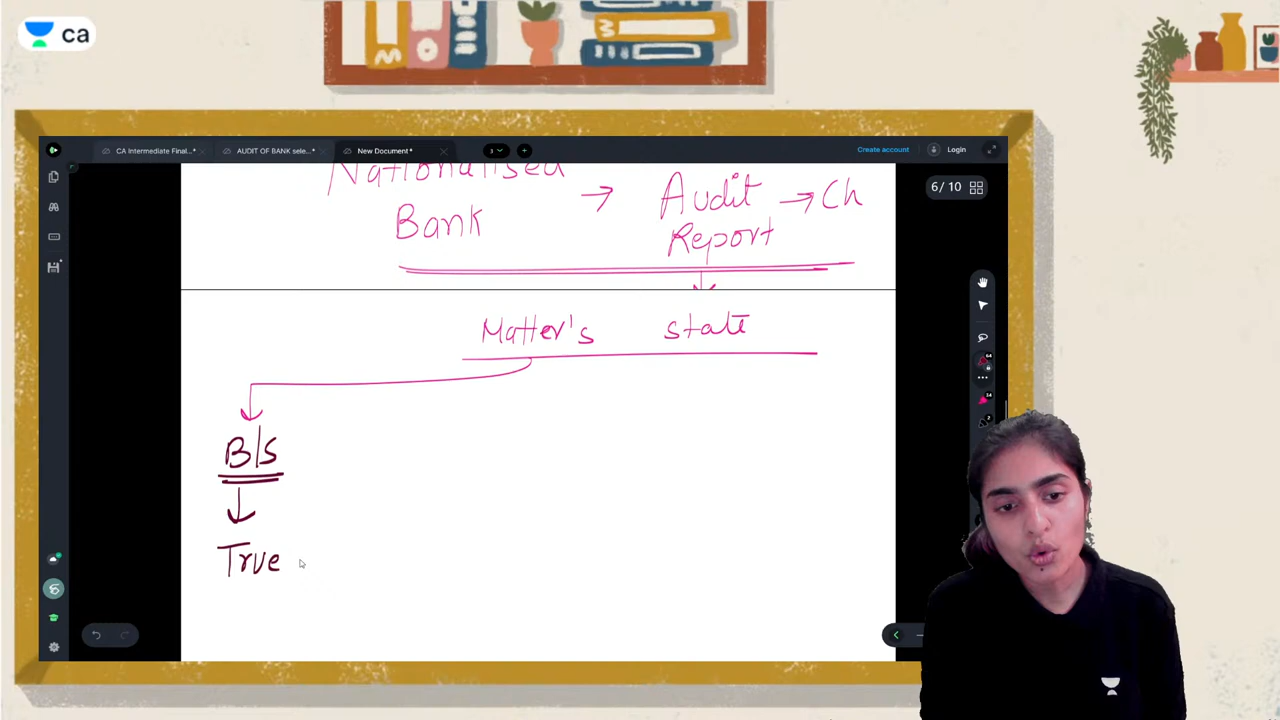 ca
CA Intermediate Final...*
AUDIT OF BANK sele...*
New Document*
3
Create account
Login
6/ 10
Nationalised
Bank
→ Audit
Report
→ Ch
Matter's state
B/S
True